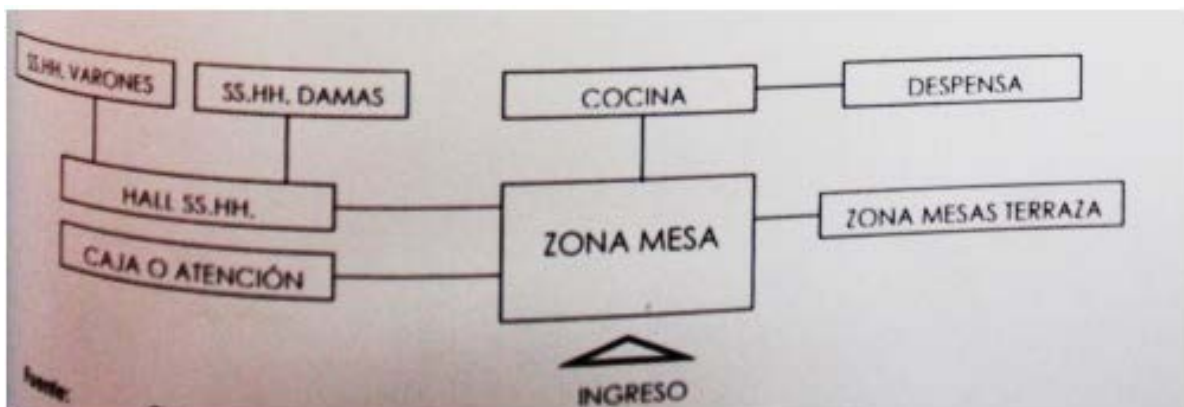 SS.HH. VARONES
SS.HH. DAMAS
COCINA
DESPENSA
HALL SS.HH.
ZONA MESA
ZONA MESAS TERRAZA
CAJA O ATENCIÓN
INGRESO
Fuente: